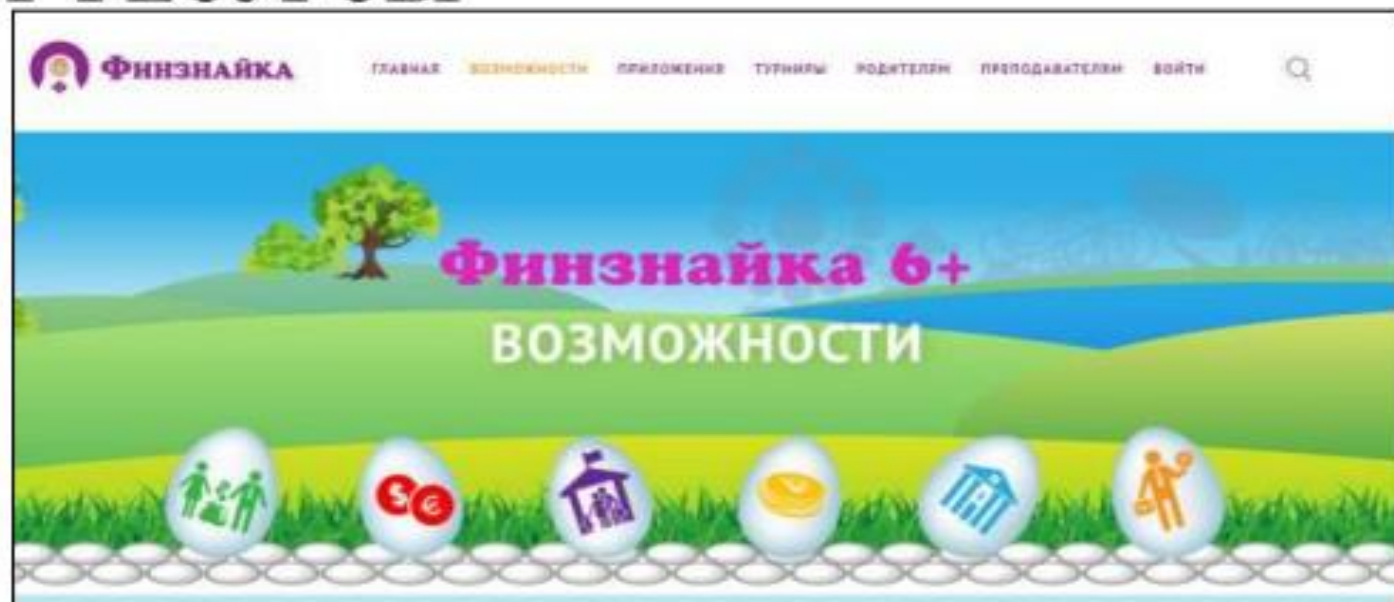 Финзнайка
ГЛАВНАЯ ВОЗМОЖНОСТИ ПРИЛОЖЕНИЯ ТУРНИРЫ РОДИТЕЛЯМ ПРЕПОДАВАТЕЛЯМ ВОЙТИ
Финзнайка 6+
ВОЗМОЖНОСТИ
$ €